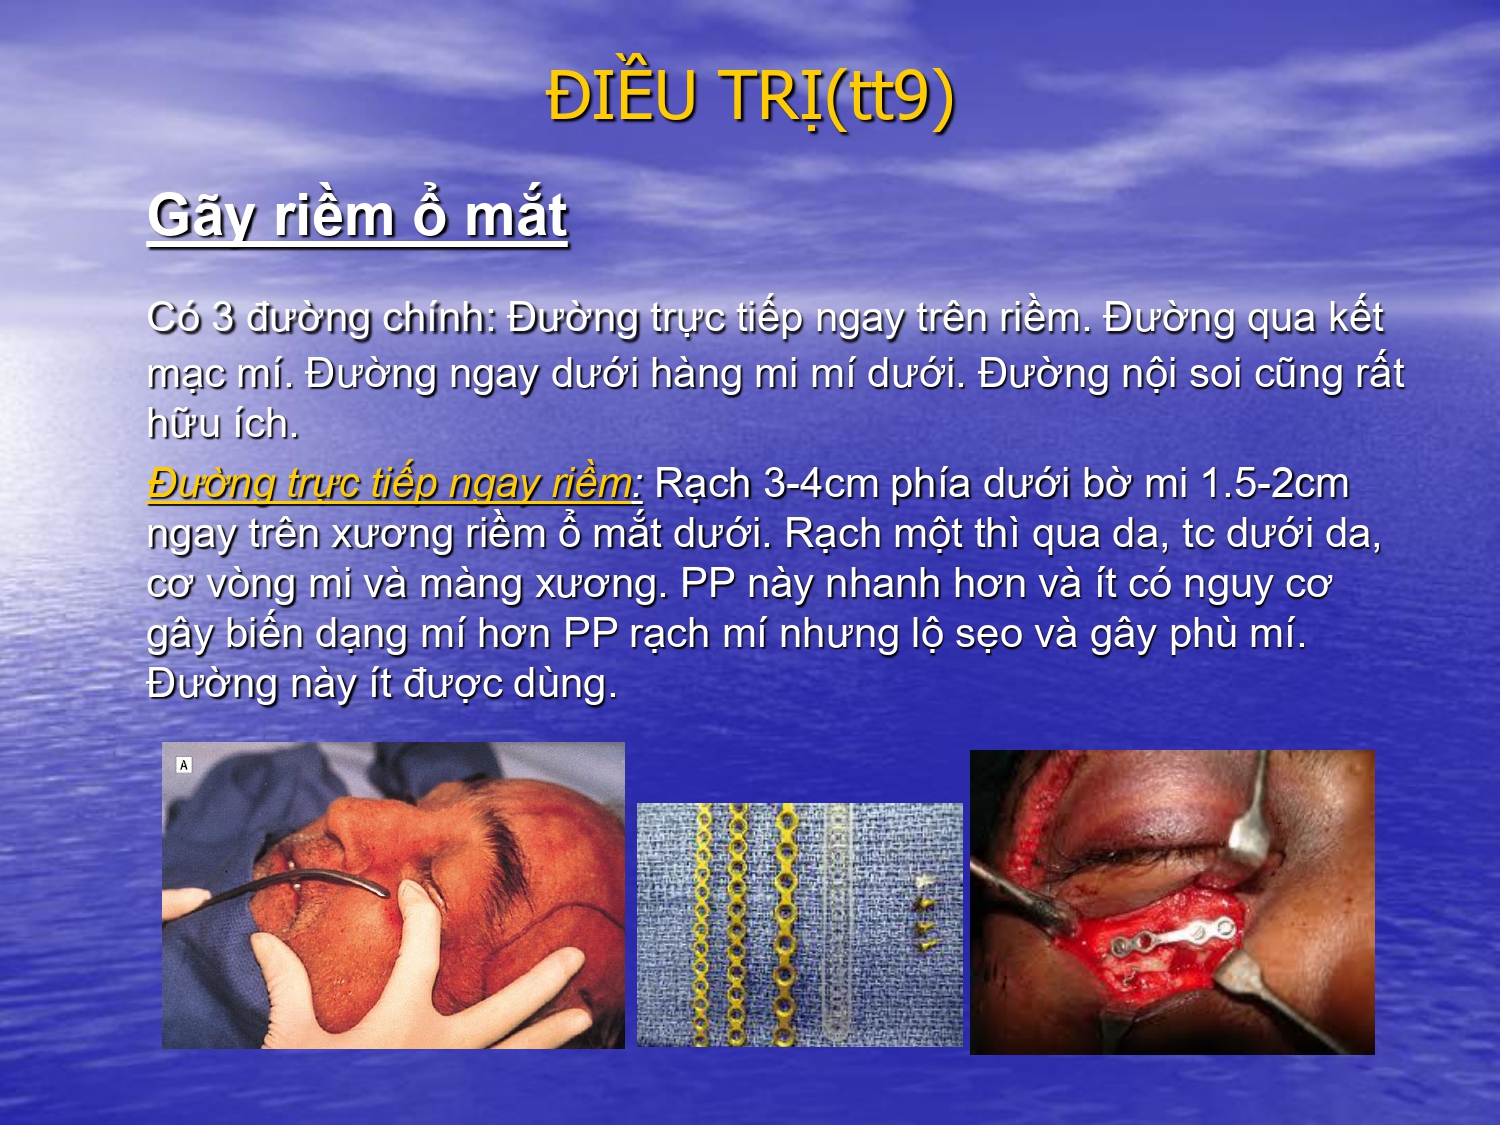 ĐIỀU TRỊ(tt9)
Gãy riềm ổ mắt
Có 3 đường chính: Đường trực tiếp ngay trên riềm. Đường qua kết
mạc mí. Đường ngay dưới hàng mi mí dưới. Đường nội soi cũng rất
hữu ích.
Đường trực tiếp ngay riềm: Rạch 3-4cm phía dưới bờ mi 1.5-2cm
ngay trên xương riềm ổ mắt dưới. Rạch một thì qua da, tc dưới da,
cơ vòng mi và màng xương. PP này nhanh hơn và ít có nguy cơ
gây biến dạng mí hơn PP rạch mí nhưng lộ sẹo và gây phù mí.
Đường này ít được dùng.
A